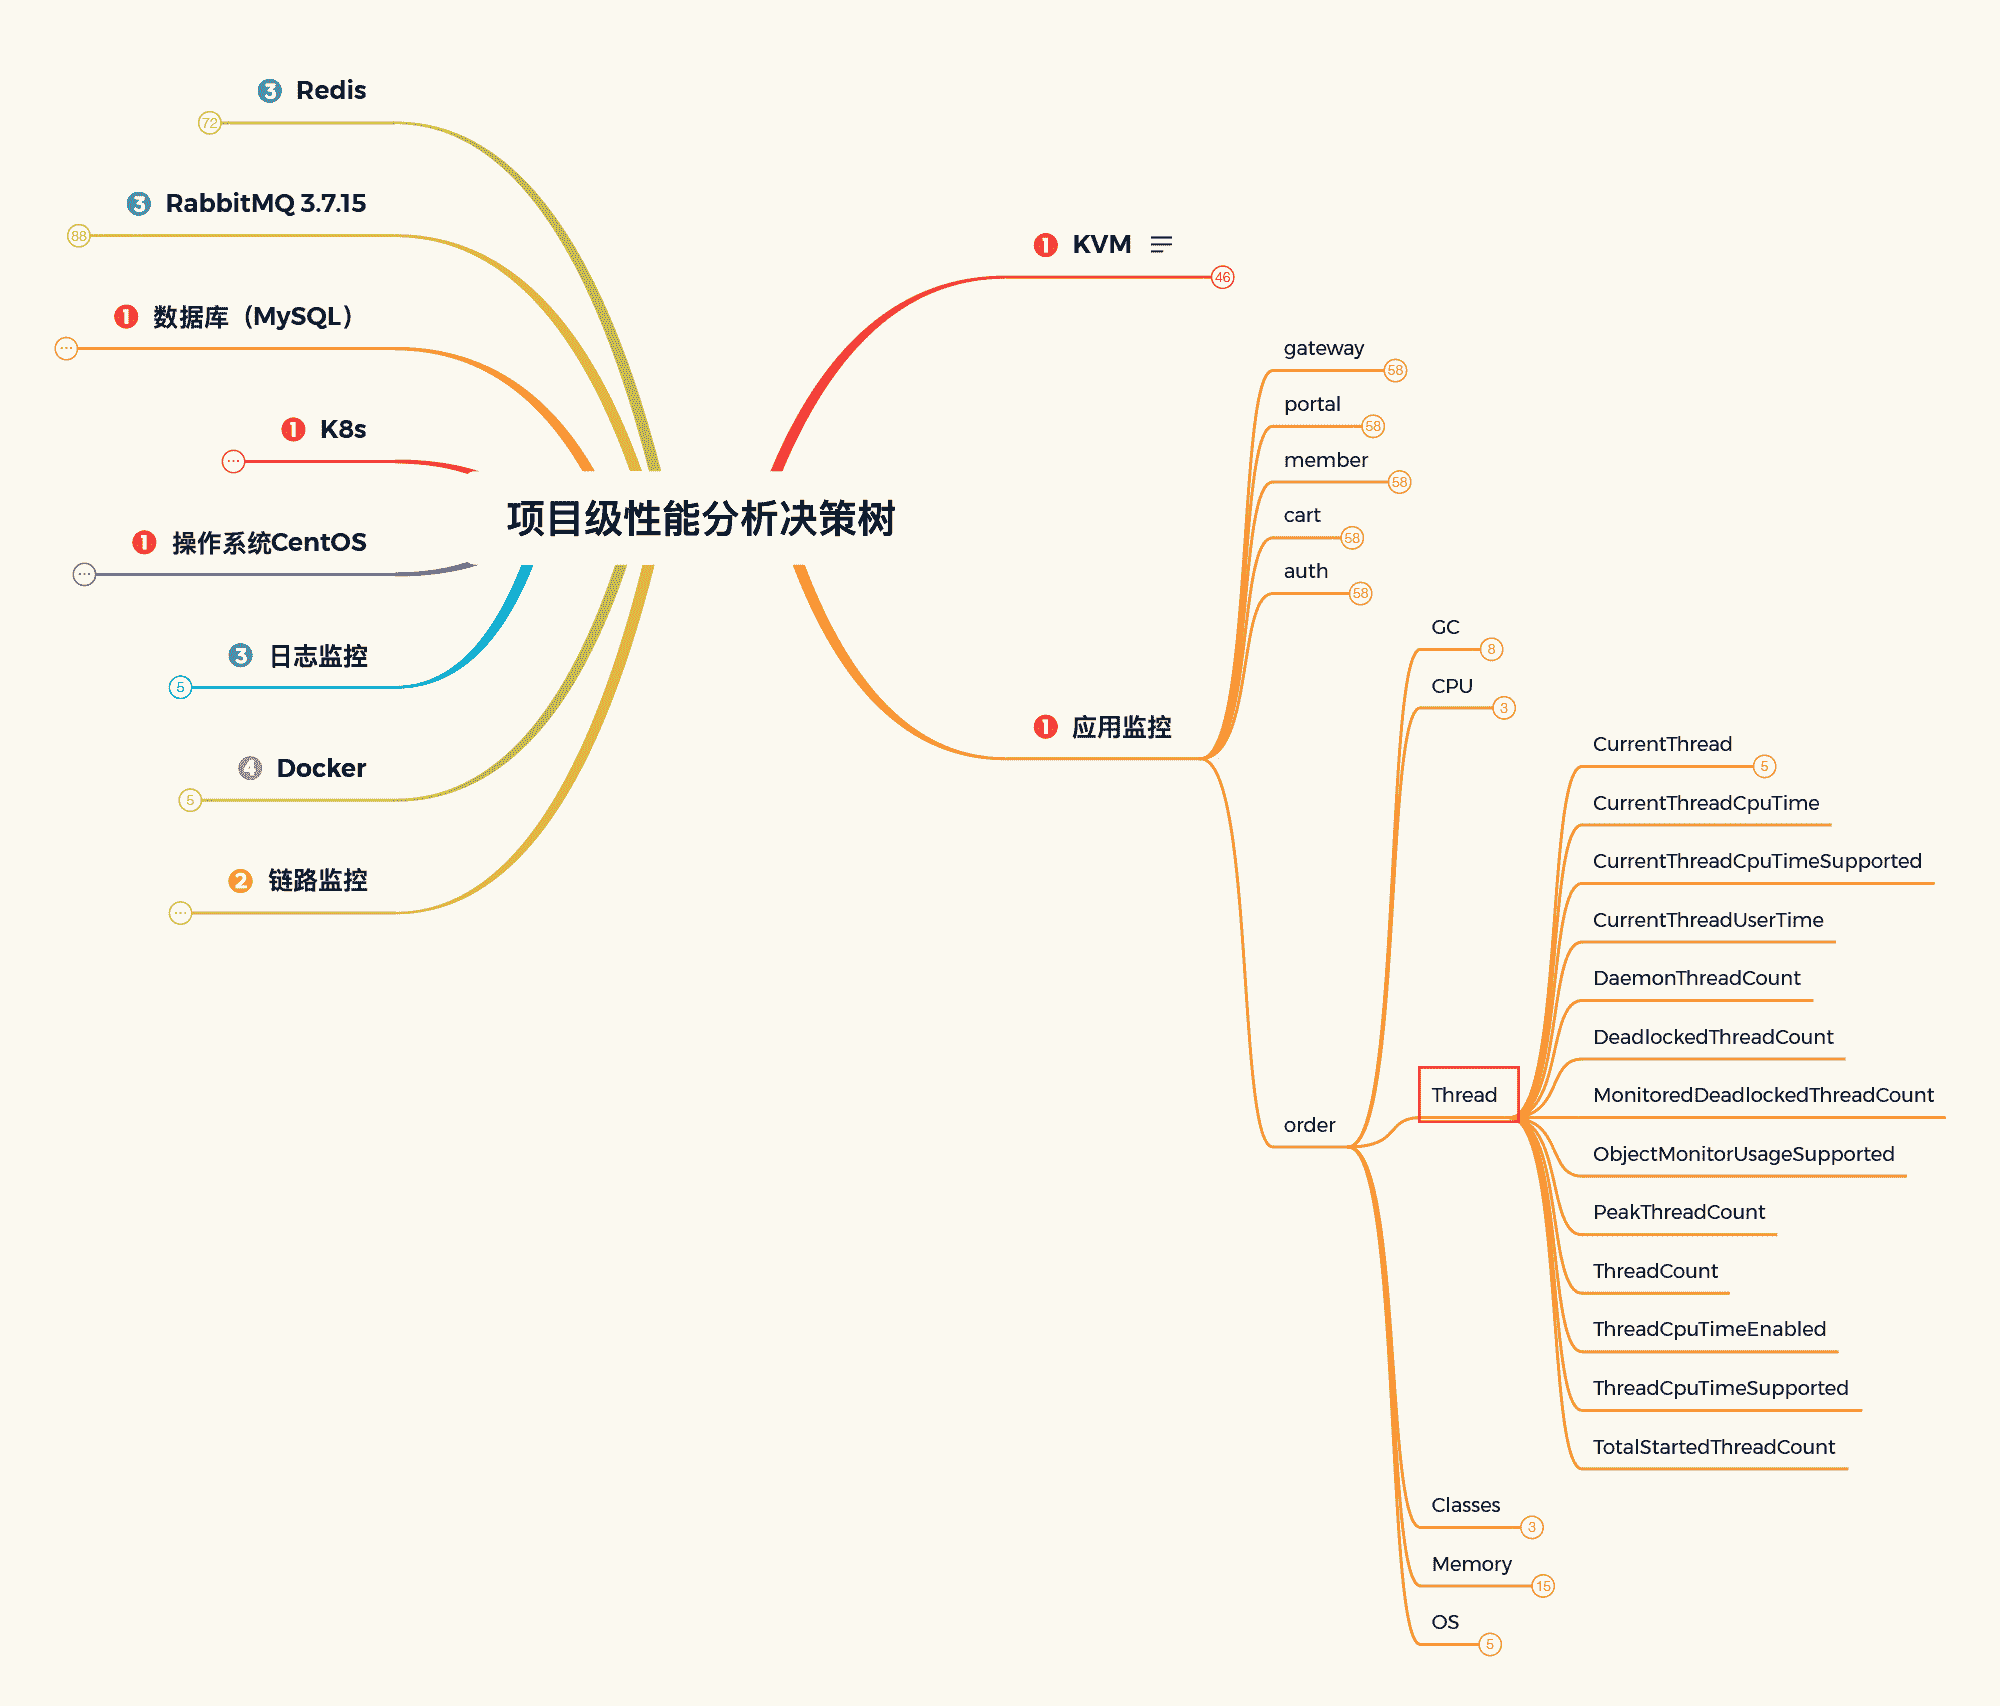 项目级性能分析决策树
1 KVM
46
1 应用监控
gateway
58
portal
58
member
58
cart
58
auth
58
order
GC
8
CPU
3
Thread
CurrentThread
5
CurrentThreadCpuTime
CurrentThreadCpuTimeSupported
CurrentThreadUserTime
DaemonThreadCount
DeadlockedThreadCount
MonitoredDeadlockedThreadCount
ObjectMonitorUsageSupported
PeakThreadCount
ThreadCount
ThreadCpuTimeEnabled
ThreadCpuTimeSupported
TotalStartedThreadCount
Classes
3
Memory
15
OS
5
3 Redis
72
3 RabbitMQ 3.7.15
88
1 数据库（MySQL）
...
1 K8s
...
1 操作系统CentOS
...
3 日志监控
5
4 Docker
5
2 链路监控
...